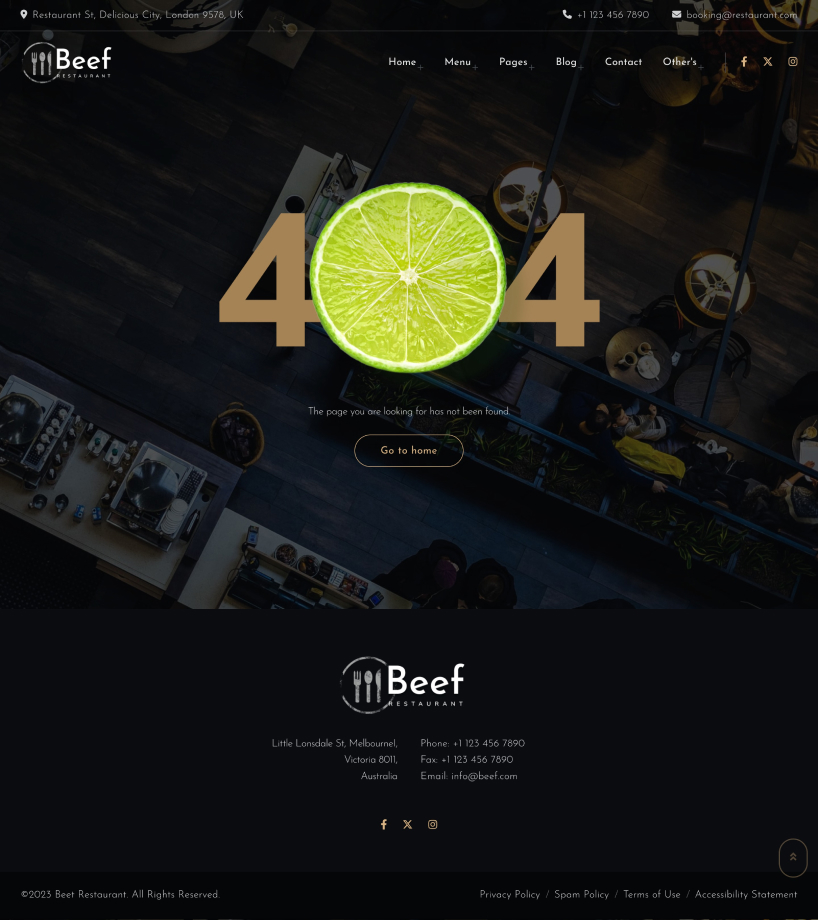 Restaurant St, Delicious City, London 9578, UK
+1 123 456 7890
booking@restaurant.com
Beef
RESTAURANT
Home + Menu + Pages + Blog + Contact Other's +
4 4
The page you are looking for has not been found.
Go to home
Beef
RESTAURANT
Little Lonsdale St, Melbournel,
Victoria 8011,
Australia
Phone: +1 123 456 7890
Fax: +1 123 456 7890
Email: info@beef.com
©2023 Beet Restaurant. All Rights Reserved.
Privacy Policy / Spam Policy / Terms of Use / Accessibility Statement